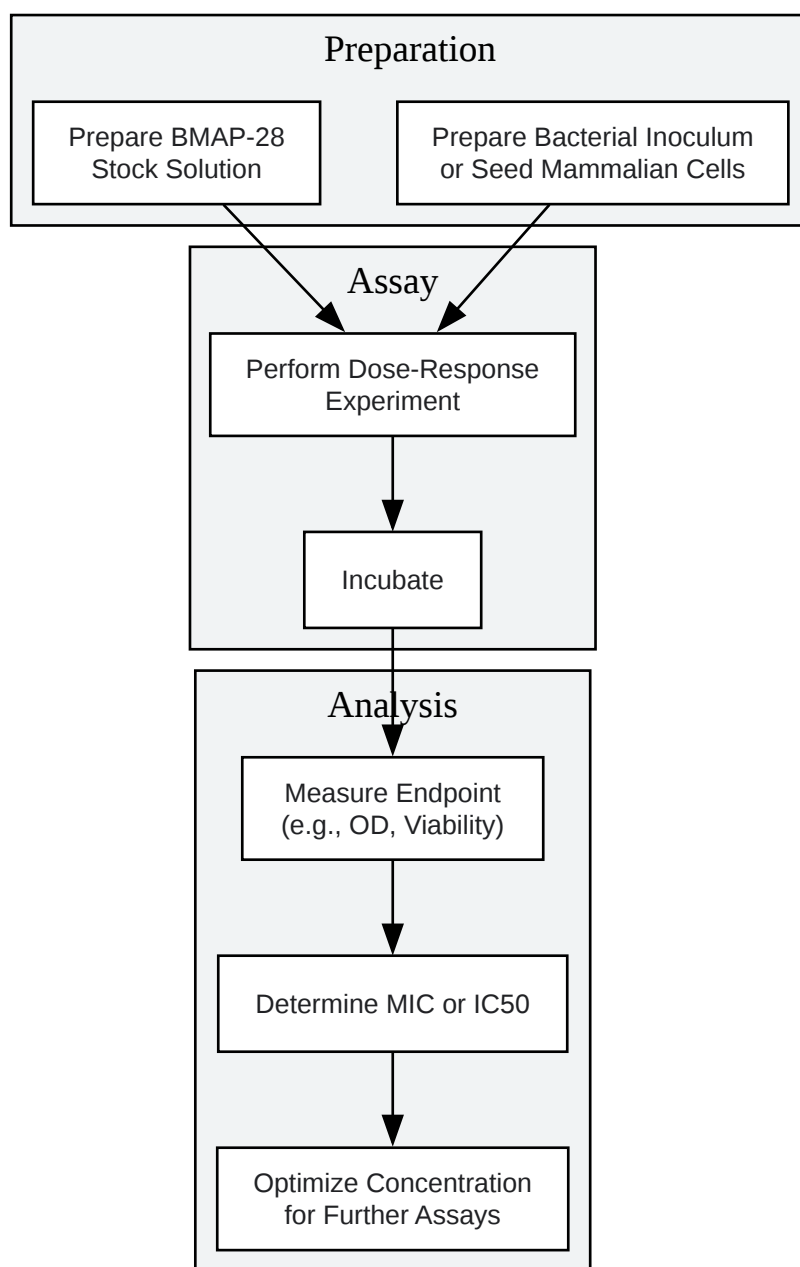 Preparation
Prepare BMAP-28
Stock Solution
Prepare Bacterial Inoculum
or Seed Mammalian Cells
Assay
Perform Dose-Response
Experiment
Incubate
Analysis
Measure Endpoint
(e.g., OD, Viability)
Determine MIC or IC50
Optimize Concentration
for Further Assays